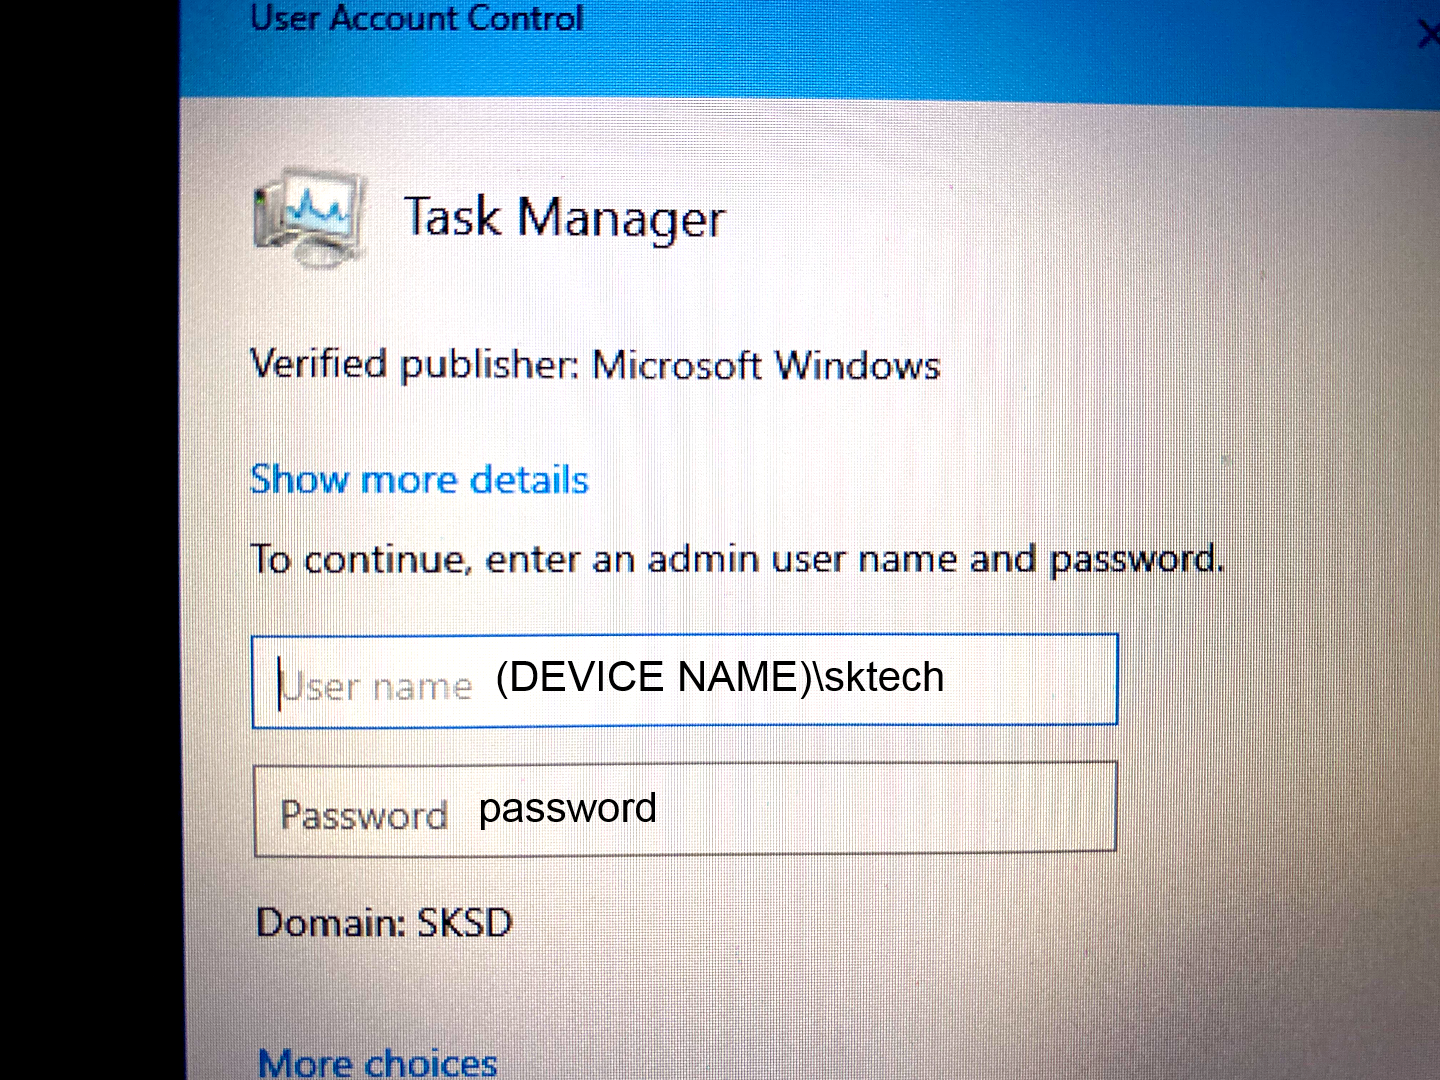 User Account Control
Task Manager
Verified publisher: Microsoft Windows
Show more details
To continue, enter an admin user name and password.
User name (DEVICE NAME)\sktech
Password password
Domain: SKSD
More choices